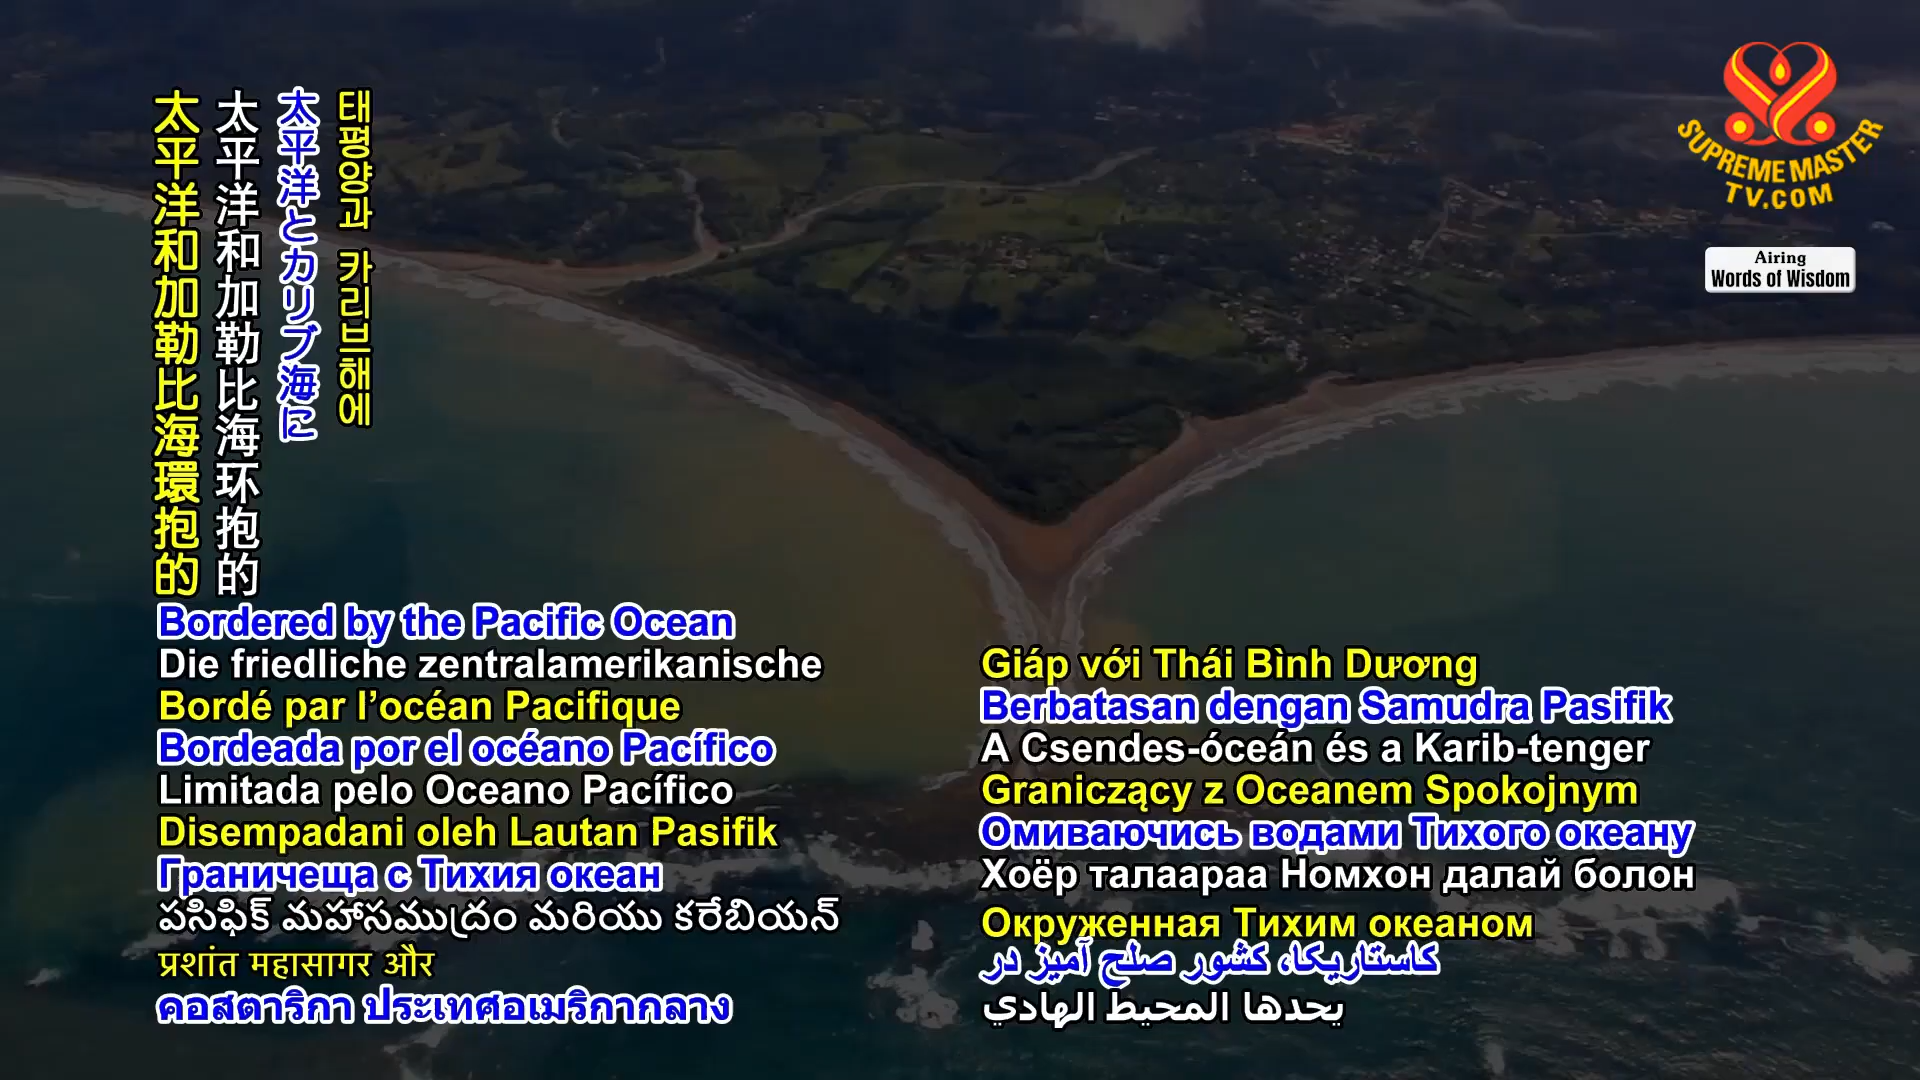 太平洋和加勒比海環抱的
太平洋和加勒比海环抱的
太平洋とカリブ海に
태평양과 카리브해에
Bordered by the Pacific Ocean
Die friedliche zentralamerikanische
Bordé par l’océan Pacifique
Bordeada por el océano Pacífico
Limitada pelo Oceano Pacífico
Disempadani oleh Lautan Pasifik
Граничеща с Тихия океан
పసిఫిక్ మహాసముద్రం మరియు కరేబియన్
प्रशांत महासागर और
คอสตาริกา ประเทศอเมริกากลาง
Giáp với Thái Bình Dương
Berbatasan dengan Samudra Pasifik
A Csendes-óceán és a Karib-tenger
Graniczący z Oceanem Spokojnym
Омиваючись водами Тихого океану
Хоёр талаараа Номхон далай болон
Окруженная Тихим океаном
کاستاریکا، کشور صلح آمیز در
يحدها المحيط الهادي
SUPREME MASTER
TV.COM
Airing
Words of Wisdom